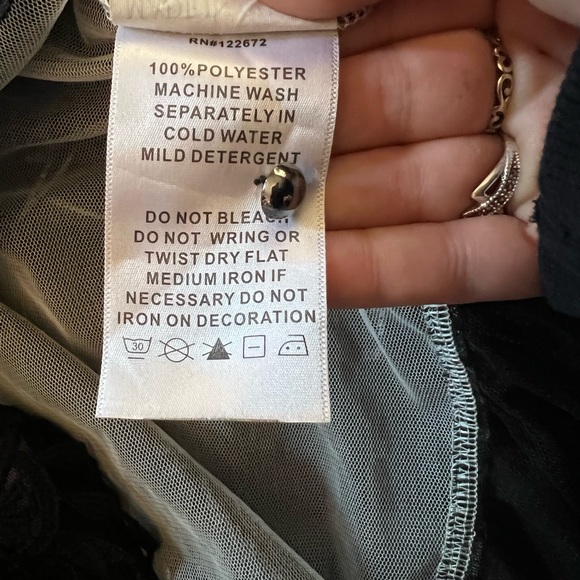 RN#122672
100%POLYESTER
MACHINE WASH
SEPARATELY IN
COLD WATER
MILD DETERGENT
DO NOT BLEACH
DO NOT WRING OR
TWIST DRY FLAT
MEDIUM IRON IF
NECESSARY DO NOT
IRON ON DECORATION
30